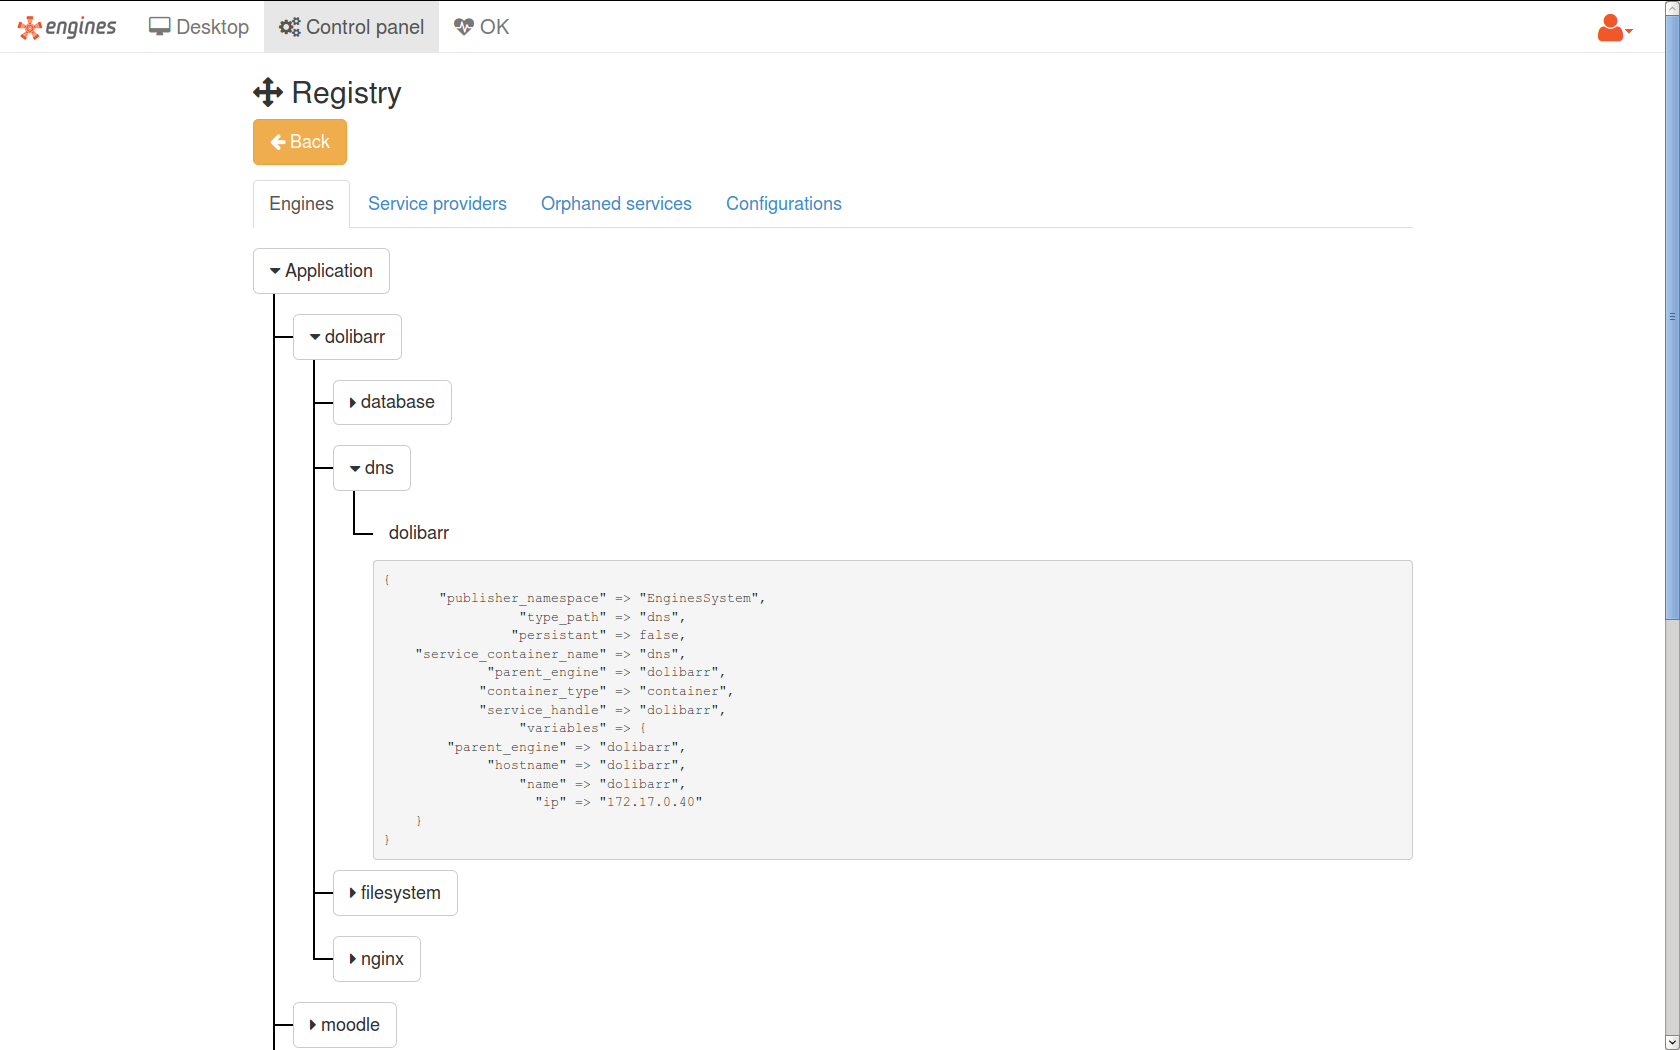 engines Desktop Control panel OK
Registry
Back
Engines Service providers Orphaned services Configurations
Application
dolibarr
database
dns
dolibarr
{
"publisher_namespace" => "EnginesSystem",
"type_path" => "dns",
"persistant" => false,
"service_container_name" => "dns",
"parent_engine" => "dolibarr",
"container_type" => "container",
"service_handle" => "dolibarr",
"variables" => {
"parent_engine" => "dolibarr",
"hostname" => "dolibarr",
"name" => "dolibarr",
"ip" => "172.17.0.40"
}
}
filesystem
nginx
moodle